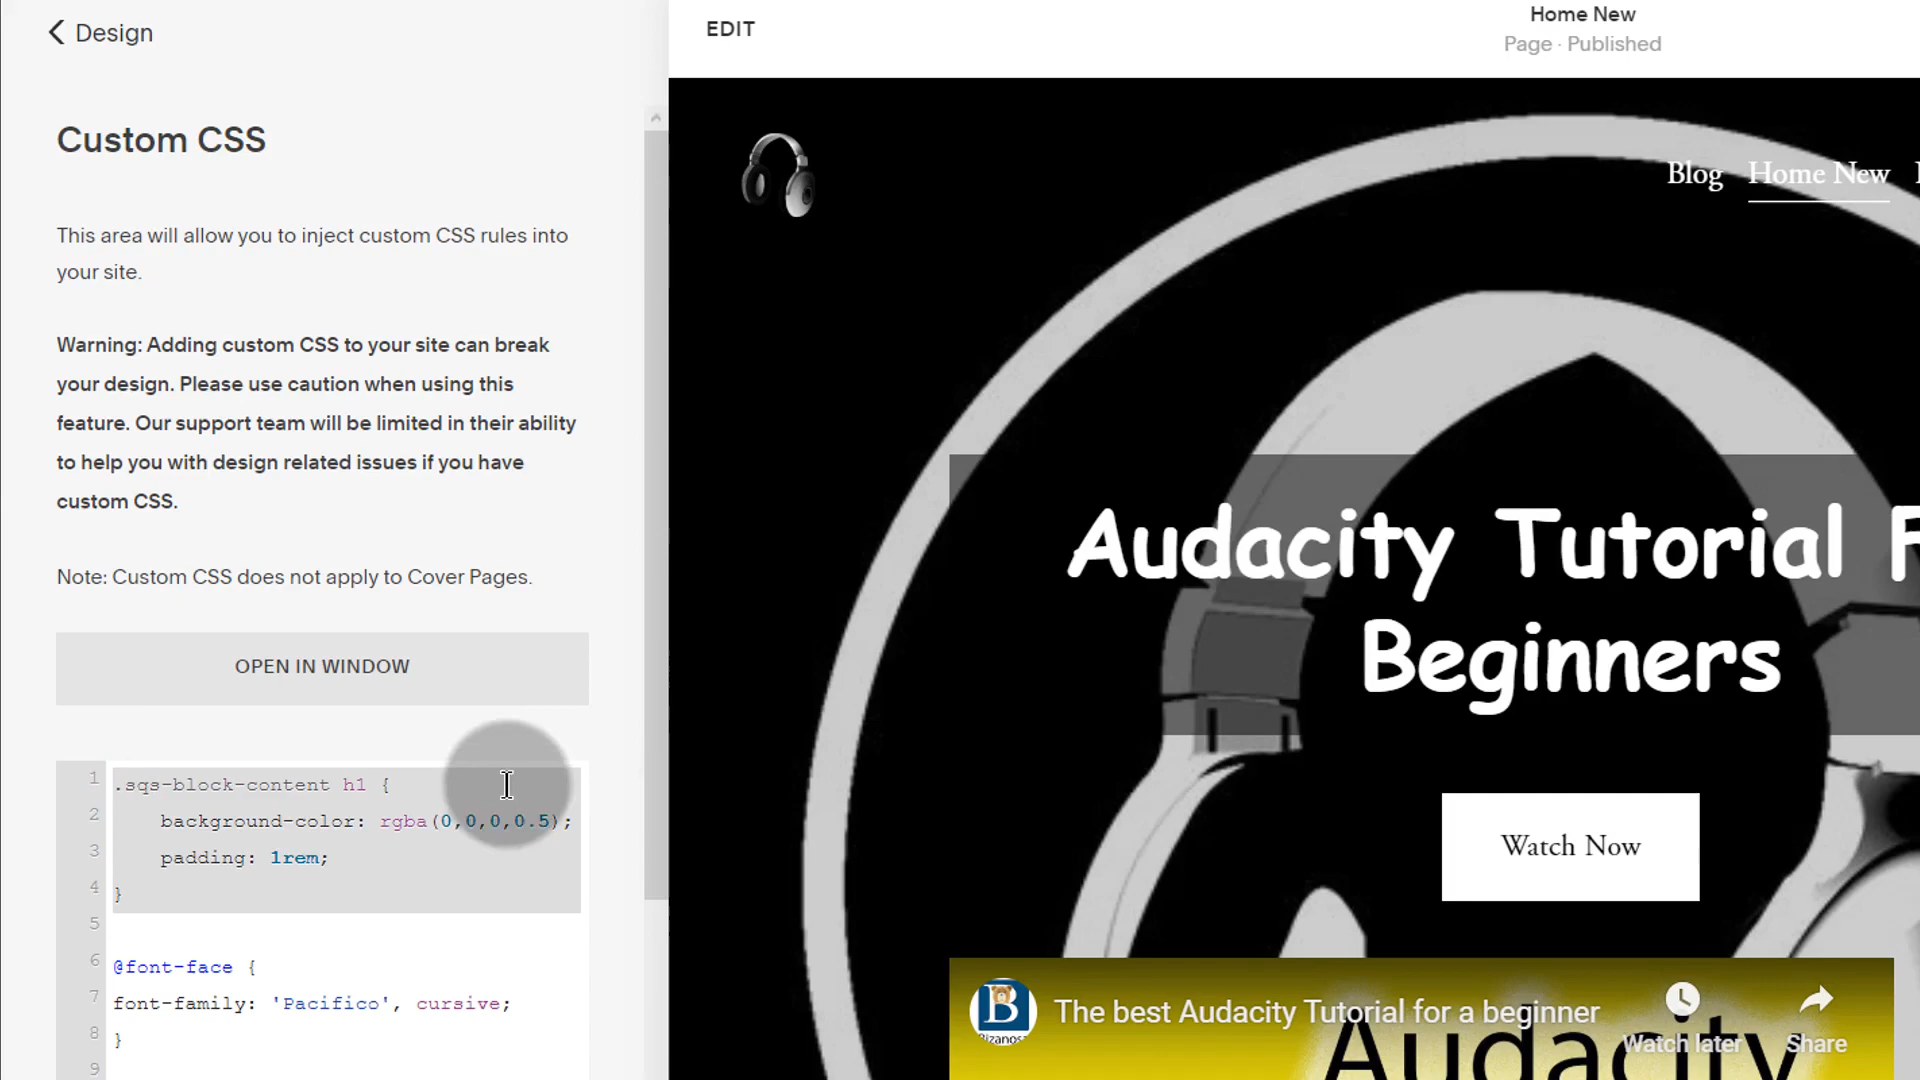 Design
EDIT
Home New
Page · Published
Custom CSS
This area will allow you to inject custom CSS rules into
your site.
Warning: Adding custom CSS to your site can break
your design. Please use caution when using this
feature. Our support team will be limited in their ability
to help you with design related issues if you have
custom CSS.
Note: Custom CSS does not apply to Cover Pages.
OPEN IN WINDOW
1 .sqs-block-content h1 {
2 background-color: rgba(0,0,0,0.5);
3 padding: 1rem;
4 }
5
6 @font-face {
7 font-family: 'Pacifico', cursive;
8 }
9
Blog Home New
Audacity Tutorial F
Beginners
Watch Now
B
Bizanosa
The best Audacity Tutorial for a beginner
Watch later
Share
Audacity